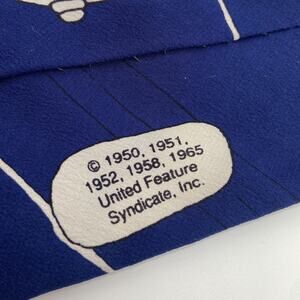 © 1950, 1951,
1952, 1958, 1965
United Feature
Syndicate, Inc.